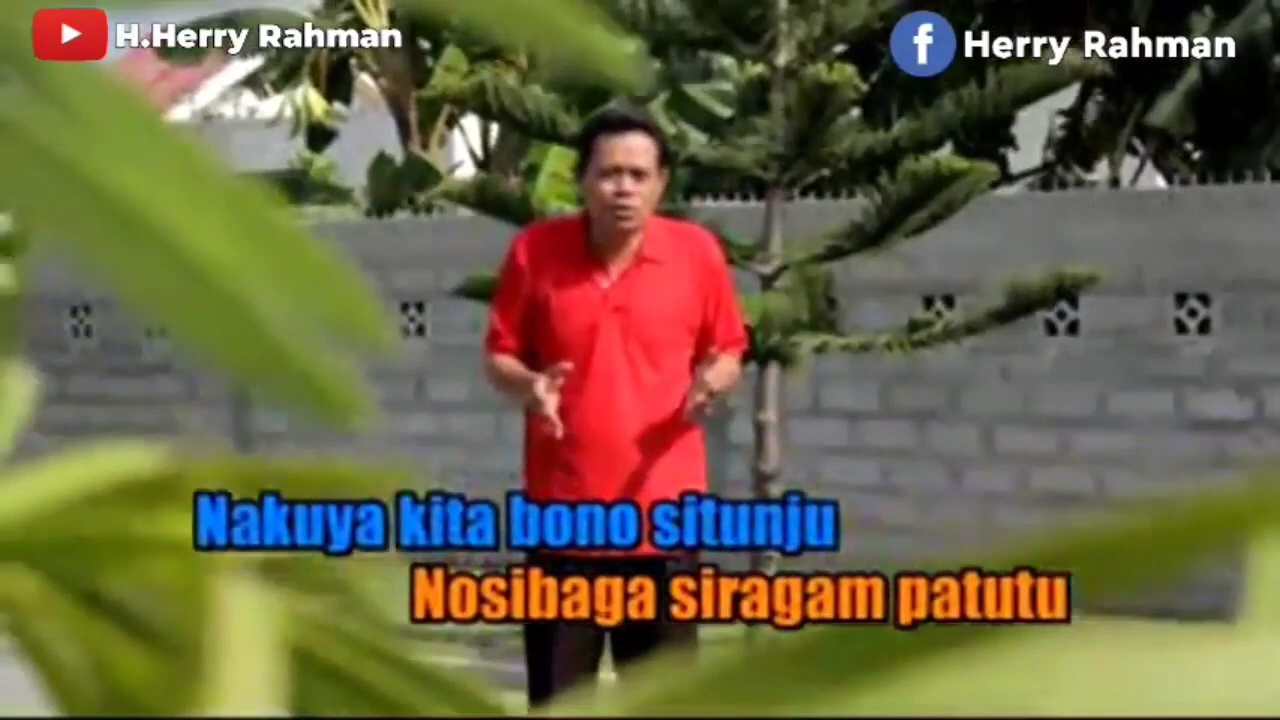 H.Herry Rahman
Herry Rahman
Nakuya kita bono situnju
Nosibaga siragam patutu